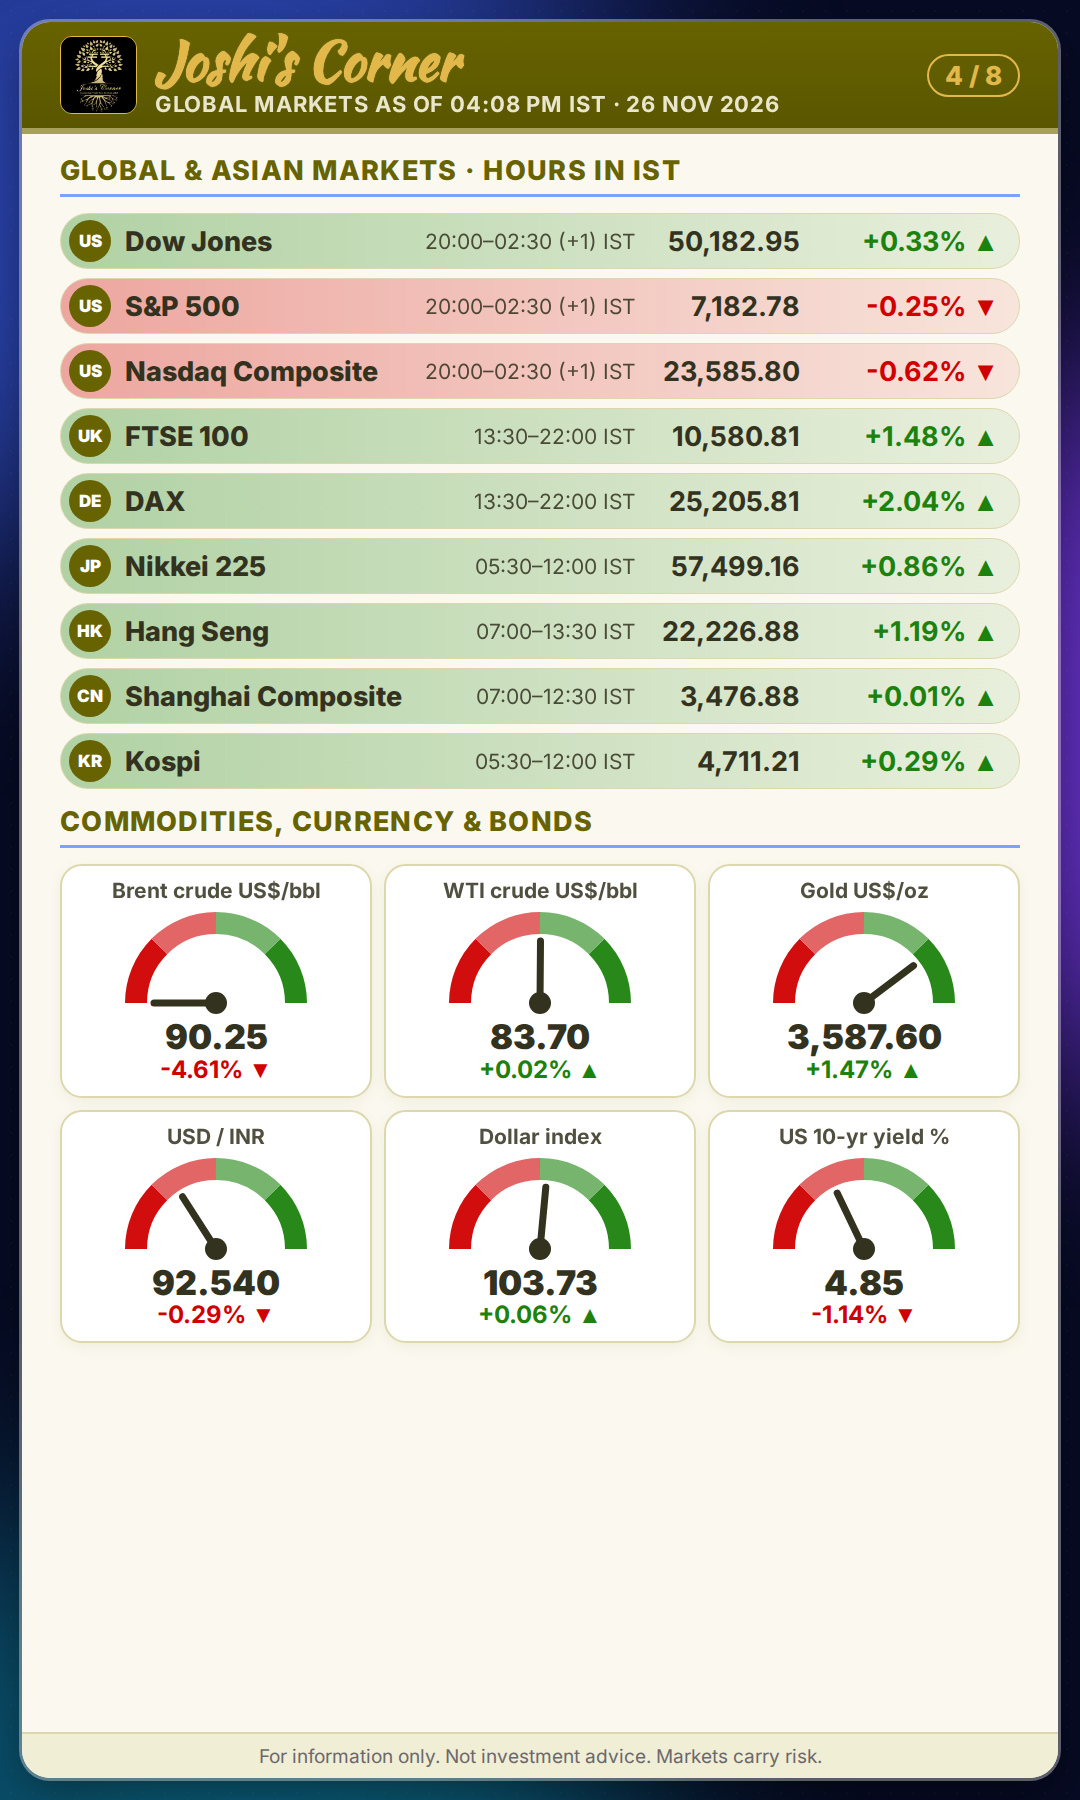 Joshi's Corner
Joshi's Corner
GLOBAL MARKETS AS OF 04:08 PM IST · 26 NOV 2026
4 / 8
GLOBAL & ASIAN MARKETS · HOURS IN IST
US Dow Jones 20:00–02:30 (+1) IST 50,182.95 +0.33% ▲
US S&P 500 20:00–02:30 (+1) IST 7,182.78 -0.25% ▼
US Nasdaq Composite 20:00–02:30 (+1) IST 23,585.80 -0.62% ▼
UK FTSE 100 13:30–22:00 IST 10,580.81 +1.48% ▲
DE DAX 13:30–22:00 IST 25,205.81 +2.04% ▲
JP Nikkei 225 05:30–12:00 IST 57,499.16 +0.86% ▲
HK Hang Seng 07:00–13:30 IST 22,226.88 +1.19% ▲
CN Shanghai Composite 07:00–12:30 IST 3,476.88 +0.01% ▲
KR Kospi 05:30–12:00 IST 4,711.21 +0.29% ▲
COMMODITIES, CURRENCY & BONDS
Brent crude US$/bbl
90.25
-4.61% ▼
WTI crude US$/bbl
83.70
+0.02% ▲
Gold US$/oz
3,587.60
+1.47% ▲
USD / INR
92.540
-0.29% ▼
Dollar index
103.73
+0.06% ▲
US 10-yr yield %
4.85
-1.14% ▼
For information only. Not investment advice. Markets carry risk.